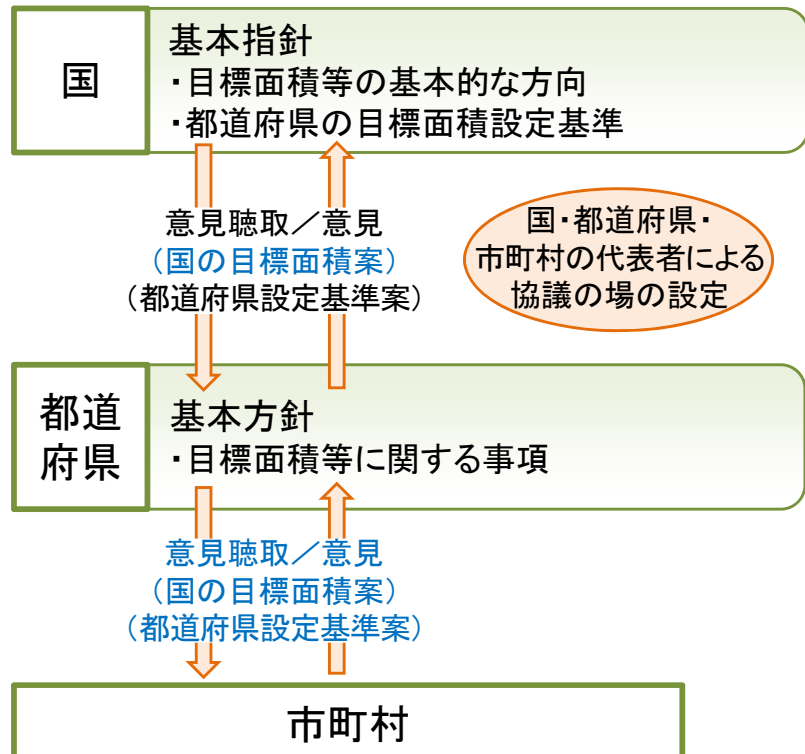 国
基本指針
・目標面積等の基本的な方向
・都道府県の目標面積設定基準
意見聴取／意見
（国の目標面積案）
（都道府県設定基準案）
国・都道府県・
市町村の代表者による
協議の場の設定
都道
府県
基本方針
・目標面積等に関する事項
意見聴取／意見
（国の目標面積案）
（都道府県設定基準案）
市町村